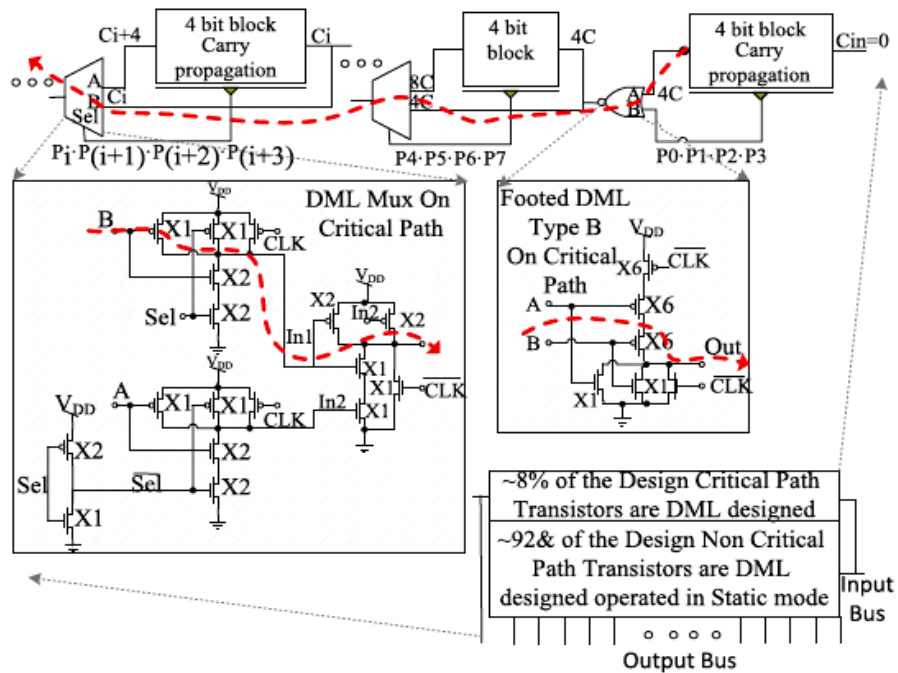 Ci+4
4 bit block
Carry
propagation
Ci
4 bit
block
4C
4 bit block
Carry
propagation
Cin=0
A
B
Sel
Ci
8C
4C
A
B
4C
Pi·P(i+1)·P(i+2)·P(i+3)
P4·P5·P6·P7
P0·P1·P2·P3
VDD
DML Mux On
Critical Path
B
X1
X1
CLK
X2
Sel
X2
VDD
X2
In2
X2
In1
X1
X1
CLK
X1
VDD
A
X1
X1
CLK
In2
X2
X2
VDD
X2
Sel
Sel
X1
Footed DML
Type B
On Critical
Path
VDD
X6
CLK
A
X6
B
X6
Out
X1
X1
CLK
~8% of the Design Critical Path
Transistors are DML designed
~92& of the Design Non Critical
Path Transistors are DML
designed operated in Static mode
Input
Bus
Output Bus